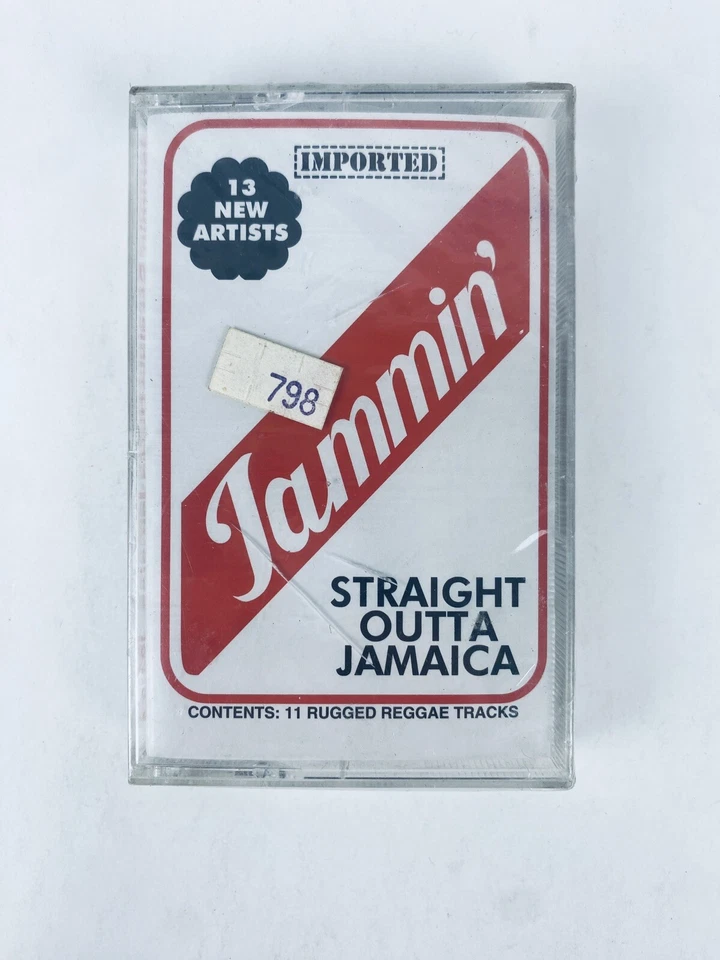 IMPORTED
13
NEW
ARTISTS
Jammin'
798
STRAIGHT
OUTTA
JAMAICA
CONTENTS: 11 RUGGED REGGAE TRACKS